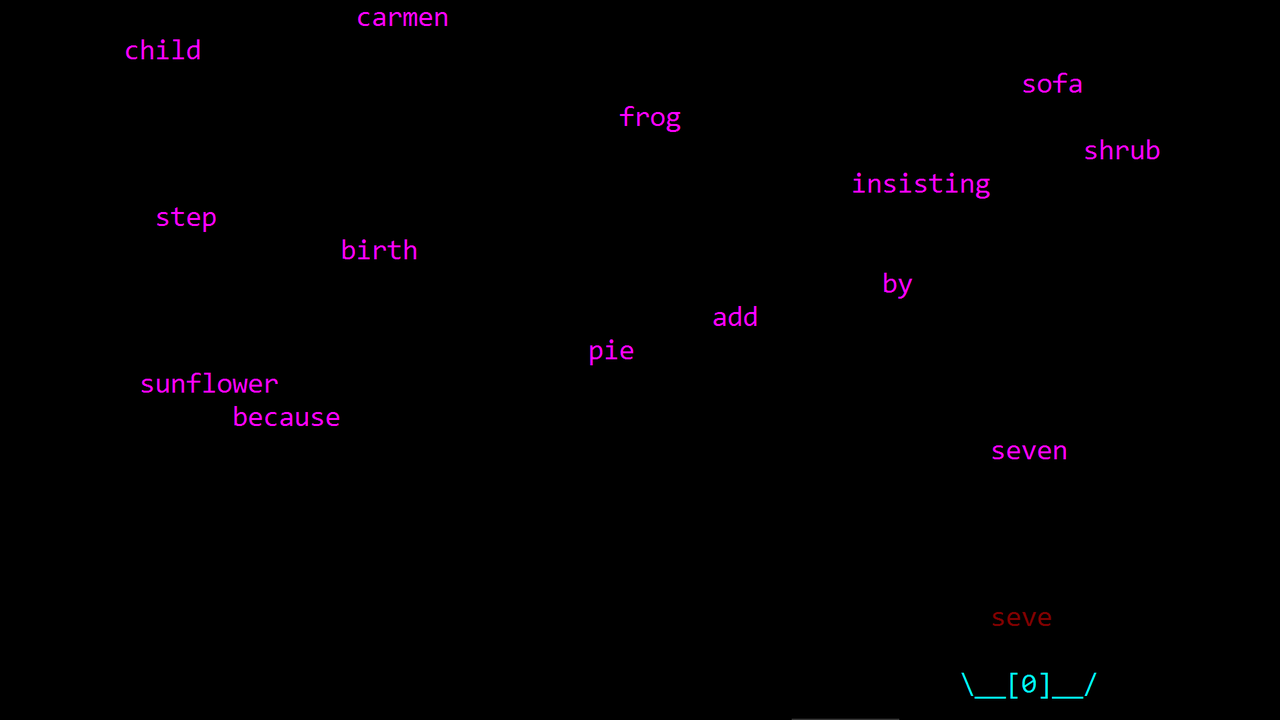 carmen
child
sofa
frog
shrub
insisting
step
birth
by
add
pie
sunflower
because
seven
seve
\__[0]__/